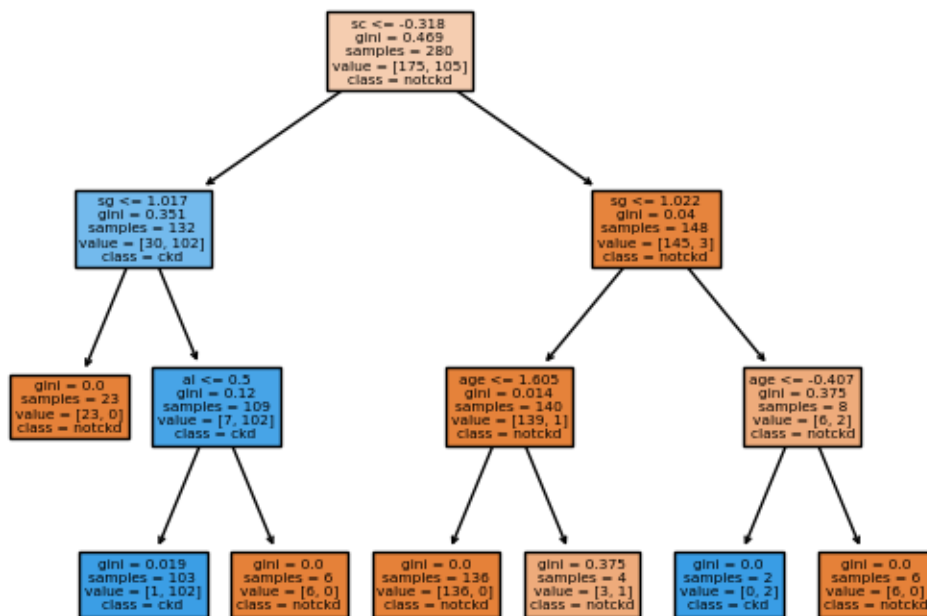 sc <= -0.318
gini = 0.469
samples = 280
value = [175, 105]
class = notckd
sg <= 1.017
gini = 0.351
samples = 132
value = [30, 102]
class = ckd
sg <= 1.022
gini = 0.04
samples = 148
value = [145, 3]
class = notckd
gini = 0.0
samples = 23
value = [23, 0]
class = notckd
al <= 0.5
gini = 0.12
samples = 109
value = [7, 102]
class = ckd
age <= 1.605
gini = 0.014
samples = 140
value = [139, 1]
class = notckd
age <= -0.407
gini = 0.375
samples = 8
value = [6, 2]
class = notckd
gini = 0.019
samples = 103
value = [1, 102]
class = ckd
gini = 0.0
samples = 6
value = [6, 0]
class = notckd
gini = 0.0
samples = 136
value = [136, 0]
class = notckd
gini = 0.375
samples = 4
value = [3, 1]
class = notckd
gini = 0.0
samples = 2
value = [0, 2]
class = ckd
gini = 0.0
samples = 6
value = [6, 0]
class = notckd